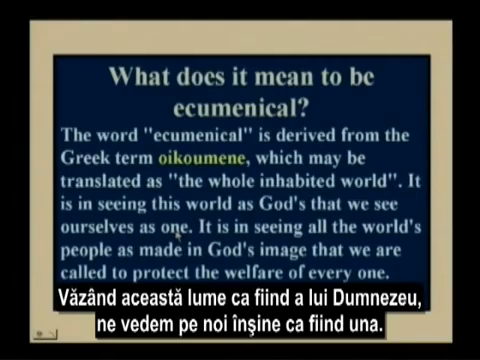 What does it mean to be
ecumenical?
The word "ecumenical" is derived from the
Greek term oikoumene, which may be
translated as "the whole inhabited world". It
is in seeing this world as God's that we see
ourselves as one. It is in seeing all the world's
people as made in God's image that we are
called to protect the welfare of every one.
Văzând această lume ca fiind a lui Dumnezeu,
ne vedem pe noi înşine ca fiind una.